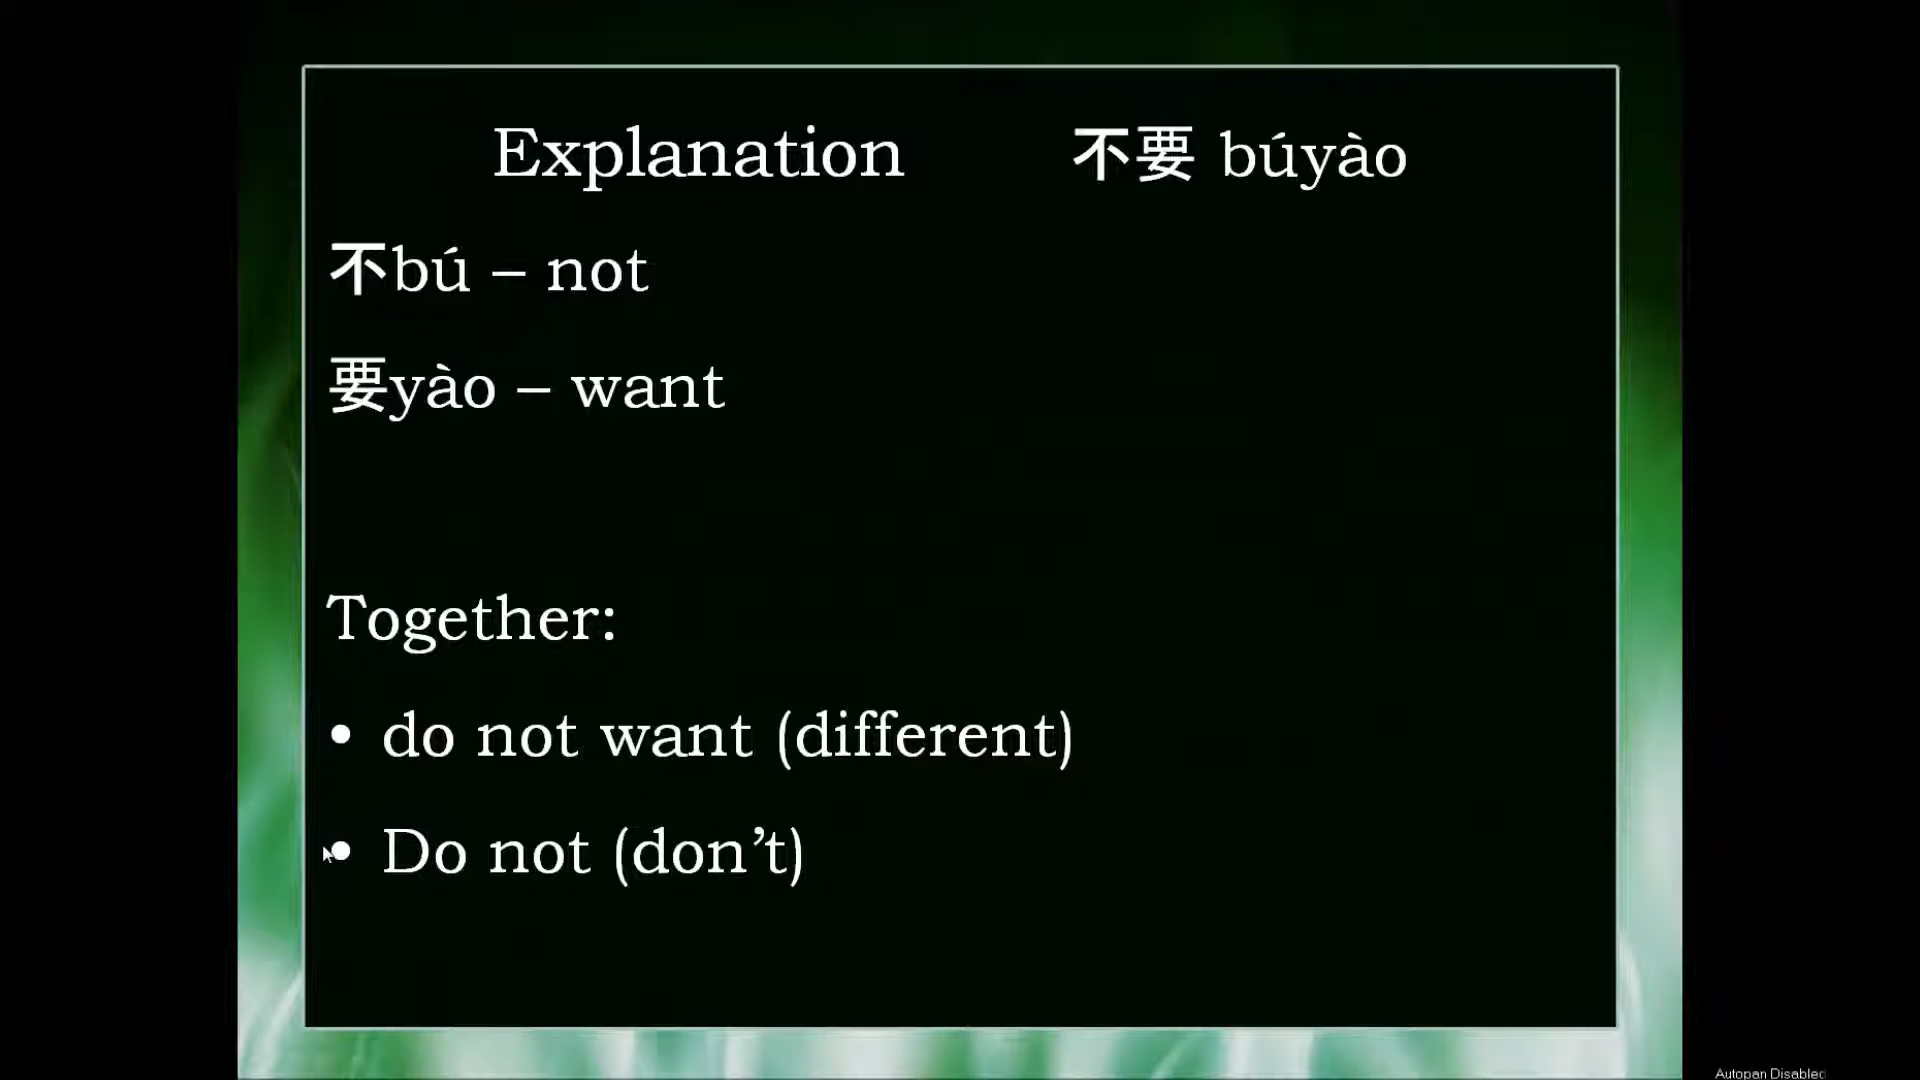 Explanation 不要 búyào
不bú – not
要yào – want
Together:
• do not want (different)
• Do not (don’t)
Autopan Disabled